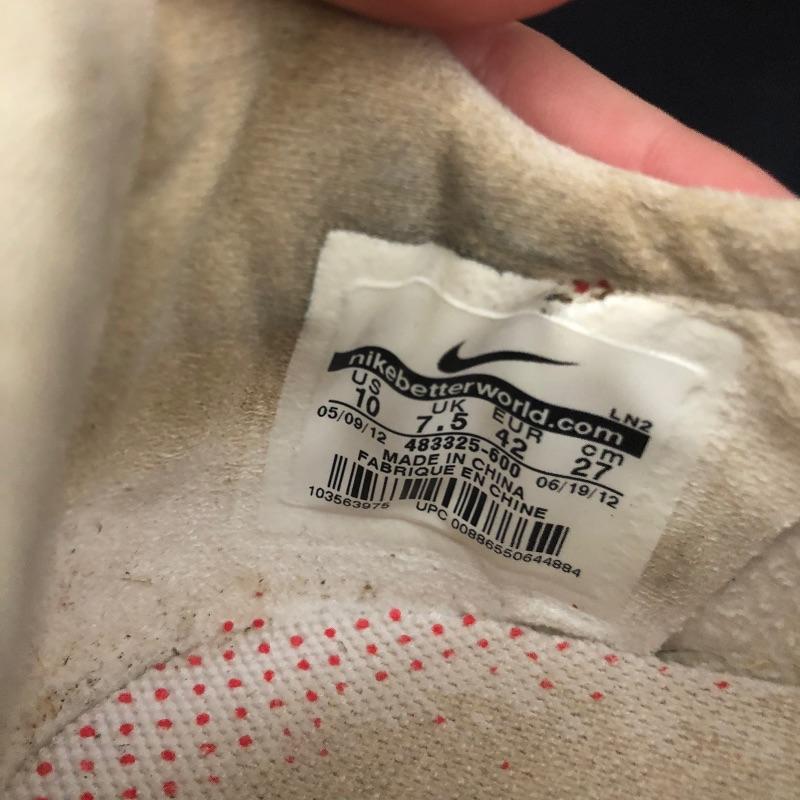 nikebetterworld.com
LN2
US UK EUR cm
10 7.5 42 27
05/09/12 483325-600 06/19/12
MADE IN CHINA
FABRIQUE EN CHINE
103563975 UPC 00886550644884